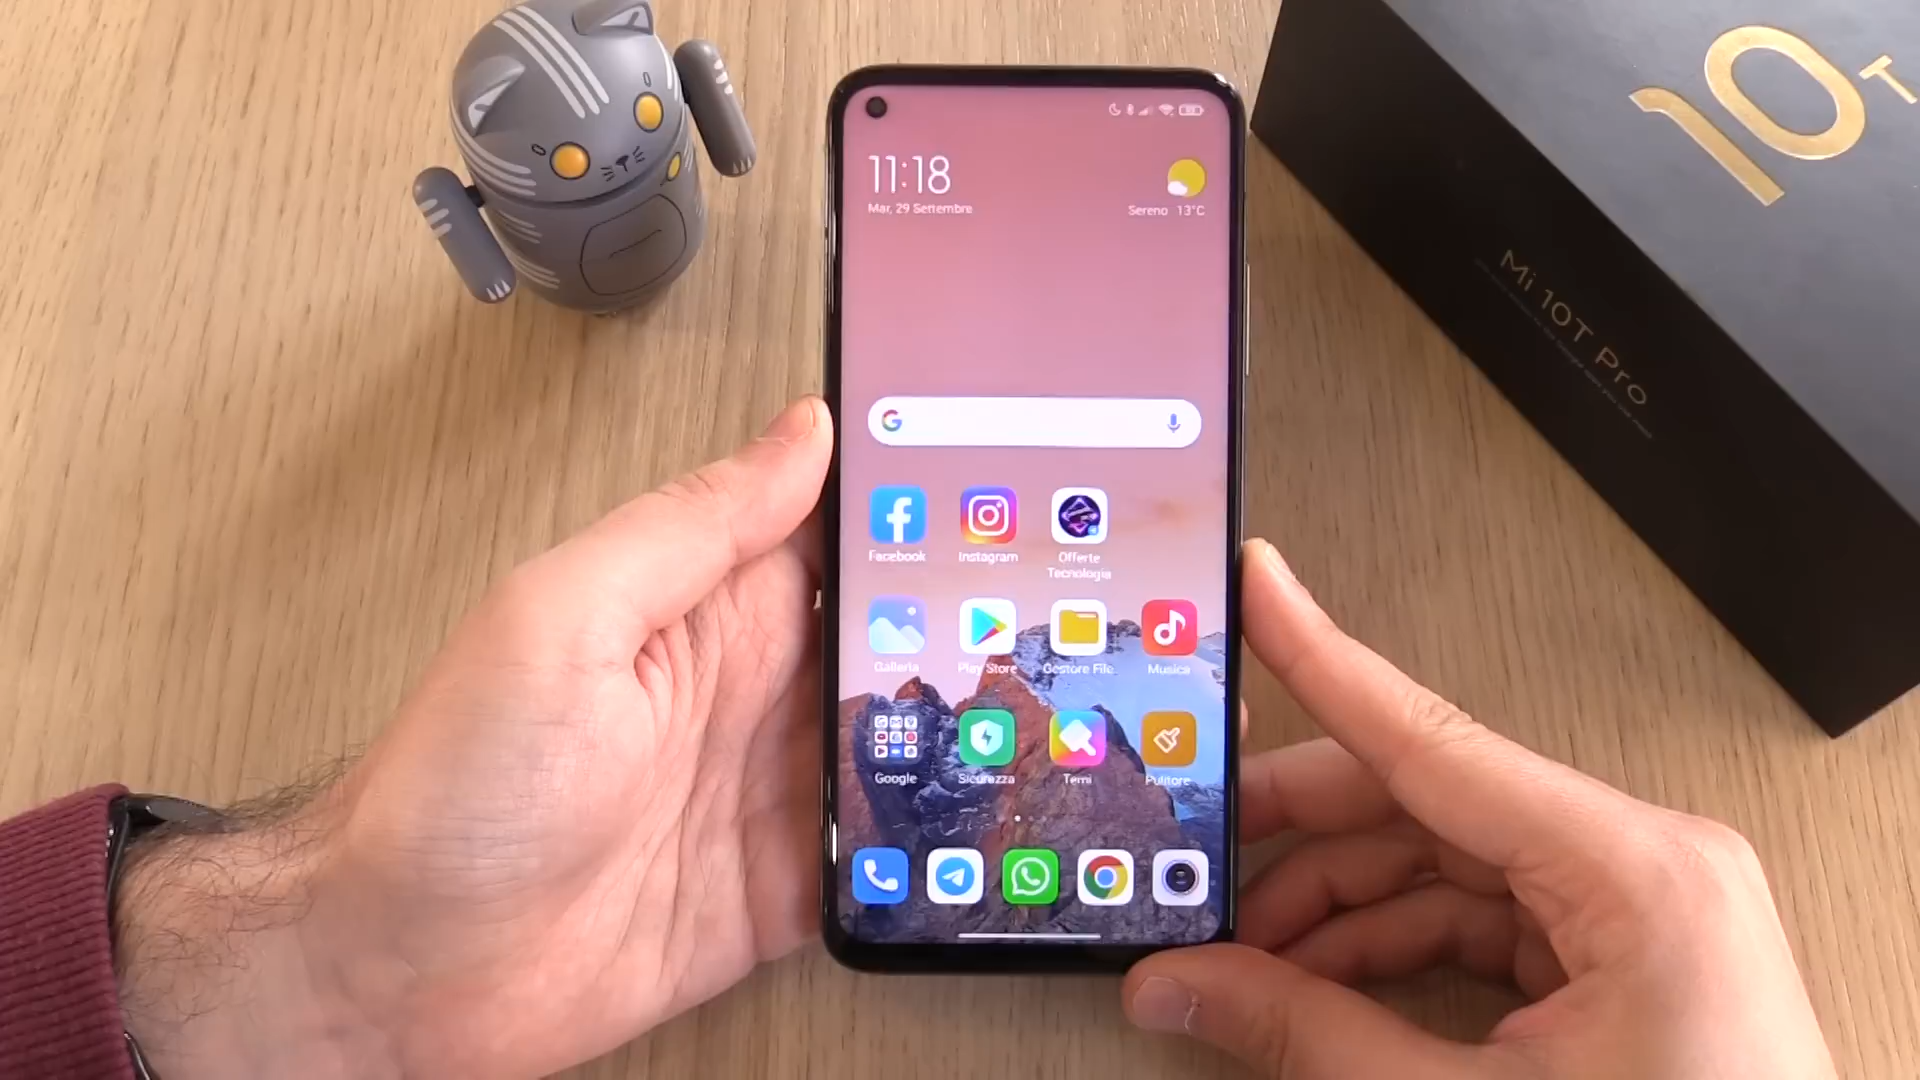 11:18
Mar, 29 Settembre
Sereno 13°C
Facebook
Instagram
Offerte
Tecnologia
Galleria
Play Store
Gestore File
Musica
Google
Sicurezza
Temi
Pulitore
10T
Mi 10T Pro